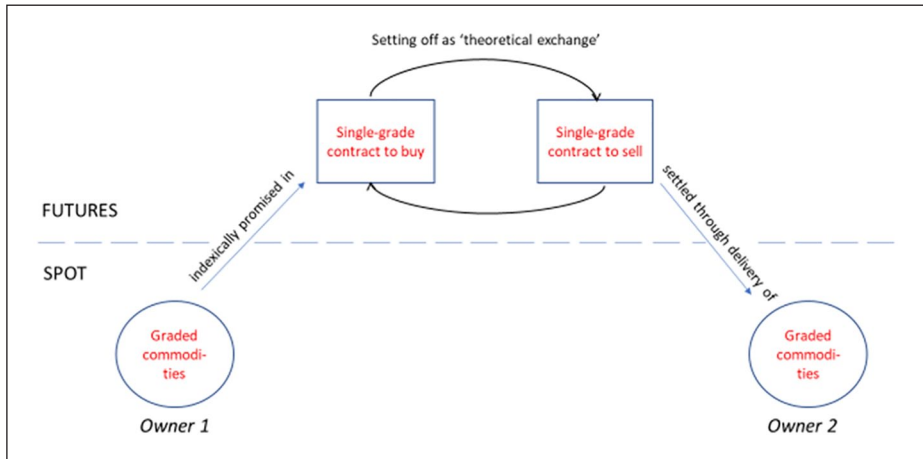 Setting off as ‘theoretical exchange’
Single-grade
contract to buy
Single-grade
contract to sell
indexically promised in
settled through delivery of
FUTURES
SPOT
Graded
commodi-
ties
Graded
commodi-
ties
Owner 1
Owner 2